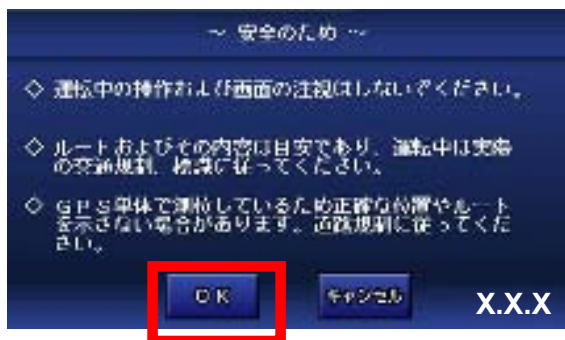 ～ 安全のため ～
◇ 運転中の操作および画面の注視はしないでください。
◇ ルートおよびその内容は目安であり、運転中は実際
の交通規制、標識に従ってください。
◇ GPS単体で測位しているため正確な位置やルート
を示さない場合があります。道路規制に従ってくだ
さい。
OK
キャンセル
X.X.X